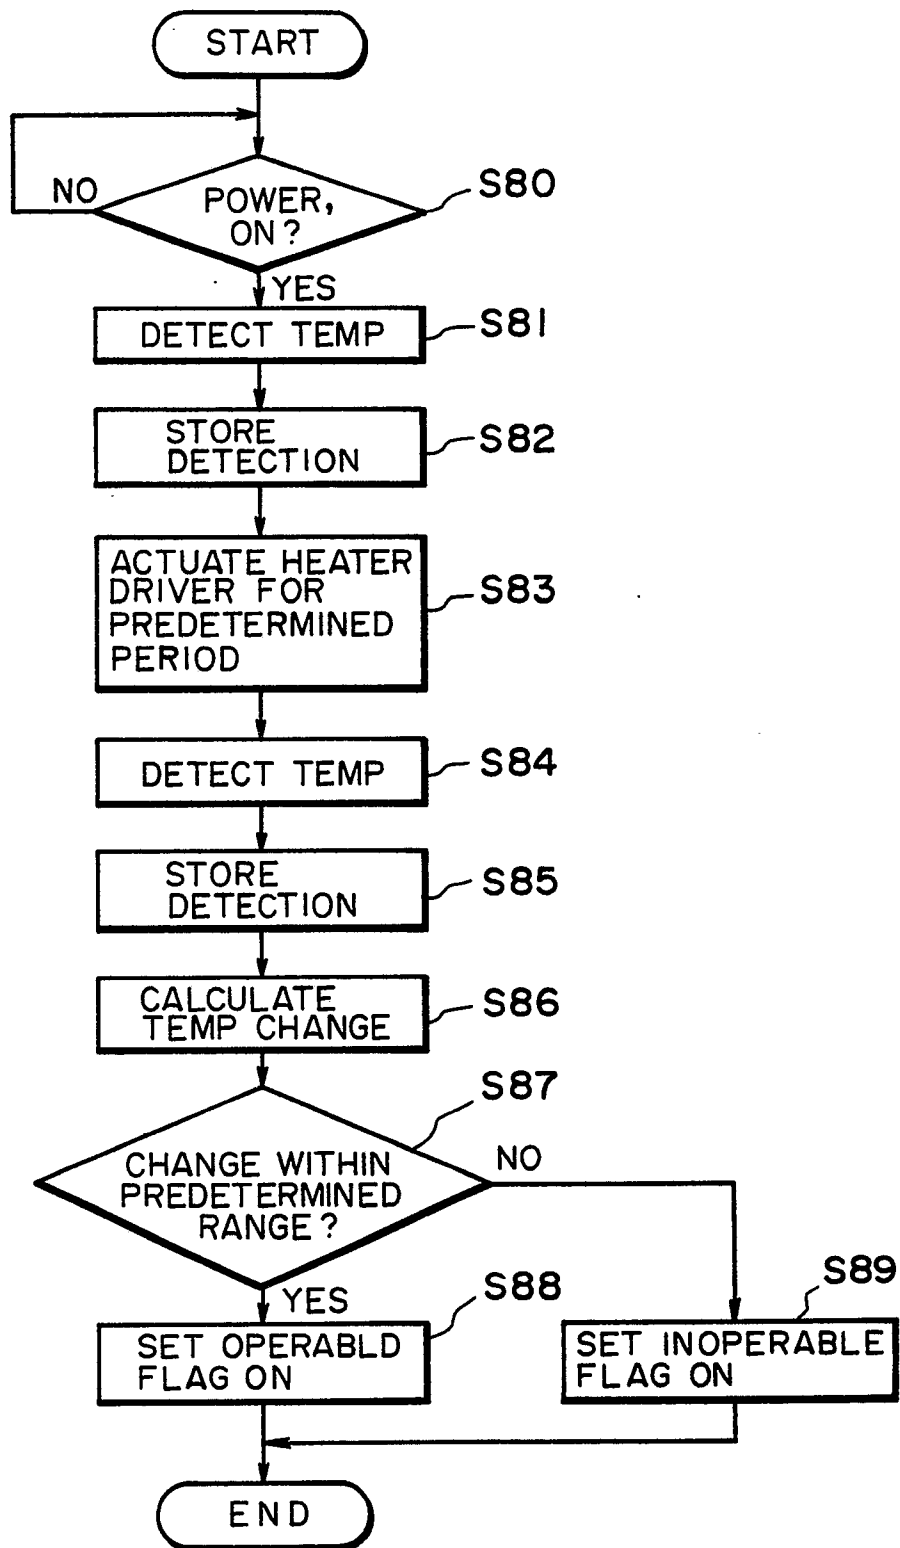 START
NO
POWER,
ON?
S80
YES
DETECT TEMP
S81
STORE
DETECTION
S82
ACTUATE HEATER
DRIVER FOR
PREDETERMINED
PERIOD
S83
DETECT TEMP
S84
STORE
DETECTION
S85
CALCULATE
TEMP CHANGE
S86
S87
CHANGE WITHIN
PREDETERMINED
RANGE?
NO
YES
S88
SET OPERABLD
FLAG ON
S89
SET INOPERABLE
FLAG ON
END